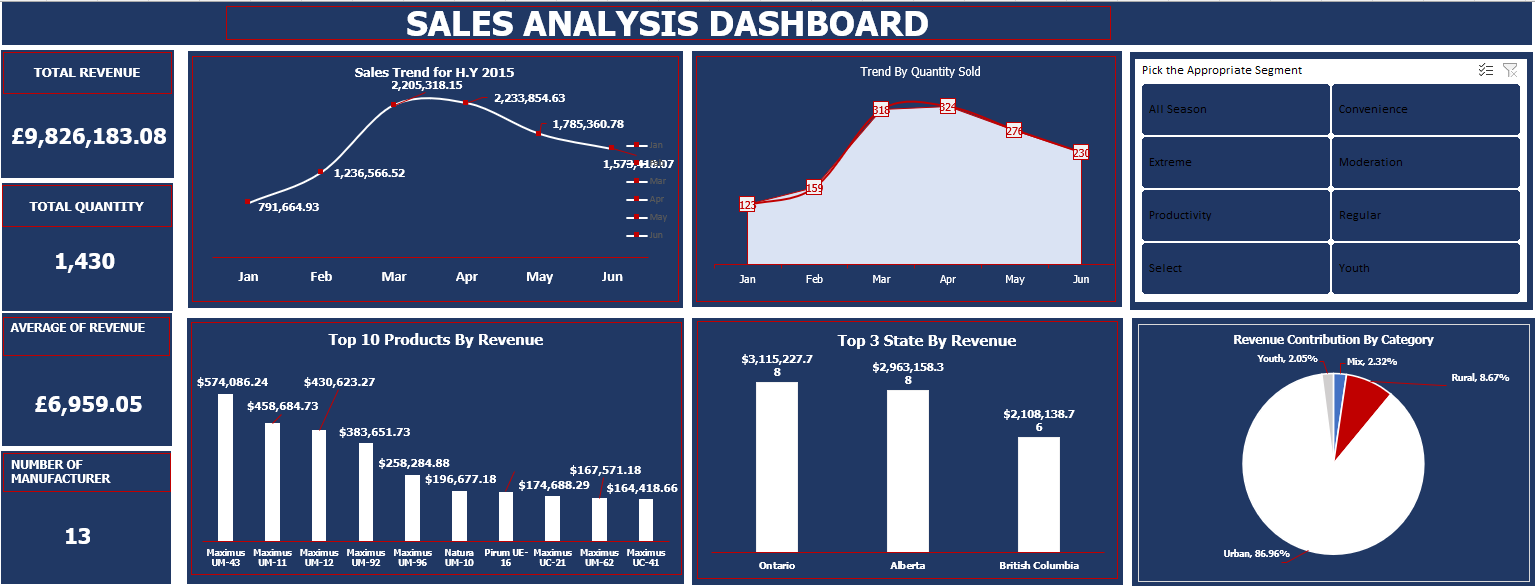 SALES ANALYSIS DASHBOARD
TOTAL REVENUE
£9,826,183.08
TOTAL QUANTITY
1,430
AVERAGE OF REVENUE
£6,959.05
NUMBER OF
MANUFACTURER
13
Sales Trend for H.Y 2015
2,205,318.15
2,233,854.63
1,785,360.78
1,236,566.52
791,664.93
Jan
Mar
Apr
May
Jun
Jan Feb Mar Apr May Jun
Trend By Quantity Sold
318
324
276
230
159
123
Jan Feb Mar Apr May Jun
Pick the Appropriate Segment
All Season Convenience
Extreme Moderation
Productivity Regular
Select Youth
Top 10 Products By Revenue
$574,086.24
$430,623.27
$458,684.73
$383,651.73
$258,284.88
$196,677.18
$174,688.29
$167,571.18
$164,418.66
Maximus Maximus Maximus Maximus Maximus Natura Pirum UE- Maximus Maximus Maximus
UM-43 UM-11 UM-12 UM-92 UM-96 UM-10 16 UC-21 UM-62 UC-41
Top 3 State By Revenue
$3,115,227.7
8
$2,963,158.3
8
$2,108,138.7
6
Ontario Alberta British Columbia
Revenue Contribution By Category
Youth, 2.05%
Mix, 2.32%
Rural, 8.67%
Urban, 86.96%